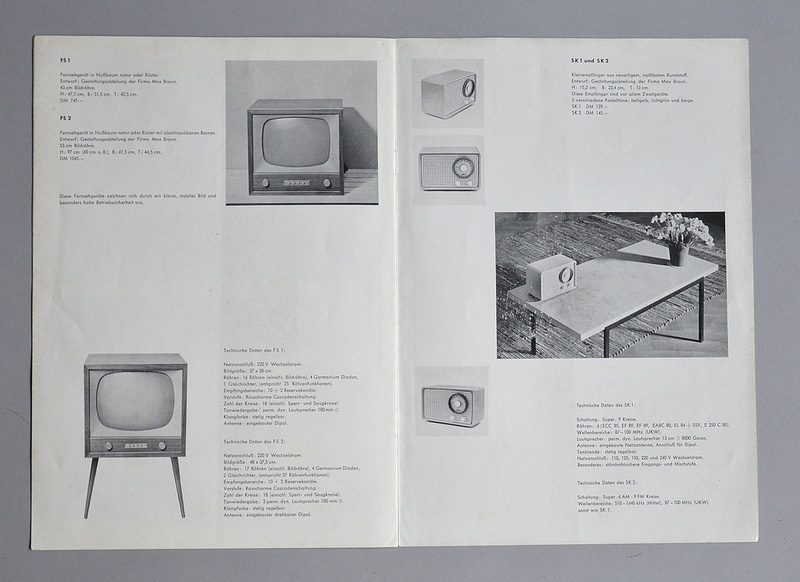 FS 1
Fernsehgerät in Nußbaum natur oder Rüster.
Entwurf: Gestaltungsabteilung der Firma Max Braun.
43 cm Bildröhre.
H: 47,5 cm, B: 51,5 cm, T: 42,5 cm.
DM 745.–
FS 2
Fernsehgerät in Nußbaum natur oder Rüster mit abschraubbaren Beinen.
Entwurf: Gestaltungsabteilung der Firma Max Braun.
53 cm Bildröhre.
H: 97 cm (60 cm o. B.), B: 61,5 cm, T: 44,5 cm.
DM 1045.–
Diese Fernsehgeräte zeichnen sich durch ein klares, stabiles Bild und
besonders hohe Betriebssicherheit aus.
Technische Daten des FS 1:
Netzanschluß: 220 V Wechselstrom.
Bildgröße: 37 x 28 cm.
Röhren: 16 Röhren (einschl. Bildröhre), 4 Germanium Dioden,
1 Gleichrichter, (entspricht 25 Röhrenfunktionen).
Empfangsbereiche: 10 + 2 Reservekanäle.
Vorstufe: Rauscharme Cascodenschaltung.
Zahl der Kreise: 18 (einschl. Sperr- und Saugkreise).
Tonwiedergabe: perm. dyn. Lautsprecher 180 mm
Klangfarbe: stetig regelbar.
Antenne: eingebauter Dipol.
Technische Daten des FS 2:
Netzanschluß: 220 V Wechselstrom.
Bildgröße: 48 x 37,5 cm.
Röhren: 17 Röhren (einschl. Bildröhre), 4 Germanium Dioden,
2 Gleichrichter, (entspricht 27 Röhrenfunktionen).
Empfangsbereiche: 10 + 2 Reservekanäle.
Vorstufe: Rauscharme Cascodenschaltung.
Zahl der Kreise: 18 (einschl. Sperr- und Saugkreise).
Tonwiedergabe: 2 perm. dyn. Lautsprecher 180 mm
Klangfarbe: stetig regelbar.
Antenne: eingebauter drehbarer Dipol.
SK 1 und SK 2
Kleinempfänger aus neuartigem, stoßfestem Kunststoff.
H: 15,2 cm, B: 23,4 cm, T: 13 cm.
Diese Empfänger sind vor allem Zweitgeräte.
3 verschiedene Pastelltöne: hellgelb, lichtgrün und beige.
SK 1 DM 129.–
SK 2 DM 145.–
Technische Daten des SK 1:
Schaltung: Super, 9 Kreise.
Röhren: 6 (ECC 85, EF 89, EF 89, EABC 80, EL 84 + SSF, E 250 C 85).
Wellenbereiche: 87–100 MHz (UKW).
Lautsprecher: perm. dyn. Lautsprecher 13 cm 8000 Gauss.
Antenne: eingebaute Netzantenne, Anschluß für Dipol.
Tonblende: stetig regelbar.
Netzanschluß: 110, 125, 150, 220 und 240 V Wechselstrom.
Besonderes: störstrahlsichere Eingangs- und Mischstufe.
Technische Daten des SK 2:
Schaltung: Super, 6 AM- 9 FM Kreise.
Wellenbereiche: 510–1640 kHz (Mittel), 87–100 MHz (UKW),
sonst wie SK 1.